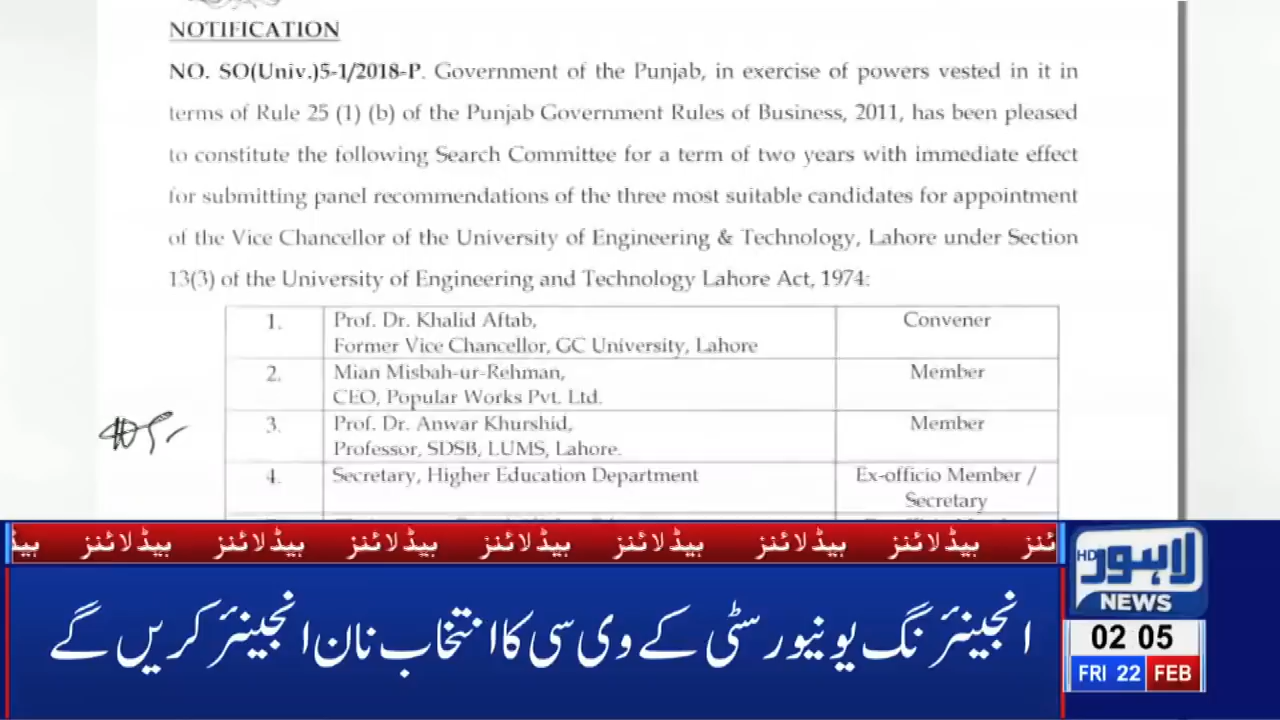 NOTIFICATION
NO. SO(Univ.)5-1/2018-P. Government of the Punjab, in exercise of powers vested in it in
terms of Rule 25 (1) (b) of the Punjab Government Rules of Business, 2011, has been pleased
to constitute the following Search Committee for a term of two years with immediate effect
for submitting panel recommendations of the three most suitable candidates for appointment
of the Vice Chancellor of the University of Engineering & Technology, Lahore under Section
13(3) of the University of Engineering and Technology Lahore Act, 1974:
1. Prof. Dr. Khalid Aftab, Convener
Former Vice Chancellor, GC University, Lahore
2. Mian Misbah-ur-Rehman, Member
CEO, Popular Works Pvt. Ltd.
3. Prof. Dr. Anwar Khurshid, Member
Professor, SDSB, LUMS, Lahore.
4. Secretary, Higher Education Department Ex-officio Member /
Secretary
ہیڈلائنز ہیڈلائنز ہیڈلائنز ہیڈلائنز ہیڈلائنز ہیڈلائنز ہیڈلائنز
انجینئرنگ یونیورسٹی کے وی سی کا انتخاب نان انجینئر کریں گے
لاہور HD
NEWS
02 05
FRI 22 FEB